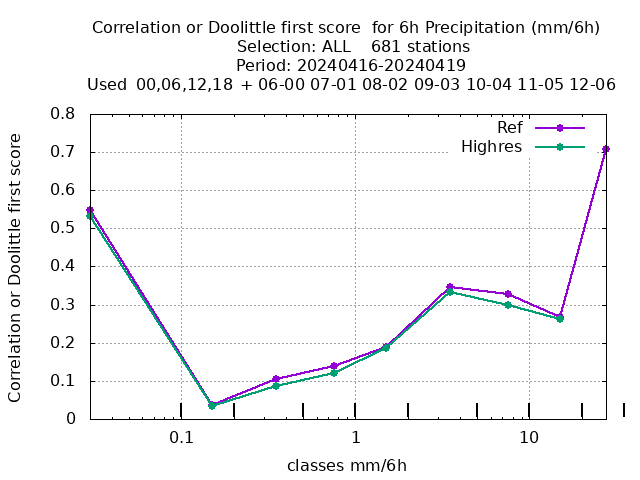 Correlation or Doolittle first score  for 6h Precipitation (mm/6h)
Selection: ALL    681 stations
Period: 20240416-20240419
Used  00,06,12,18 + 06-00 07-01 08-02 09-03 10-04 11-05 12-06
Correlation or Doolittle first score
0.8
0.7
0.6
0.5
0.4
0.3
0.2
0.1
0
Ref
Highres
0.1 1 10
classes mm/6h